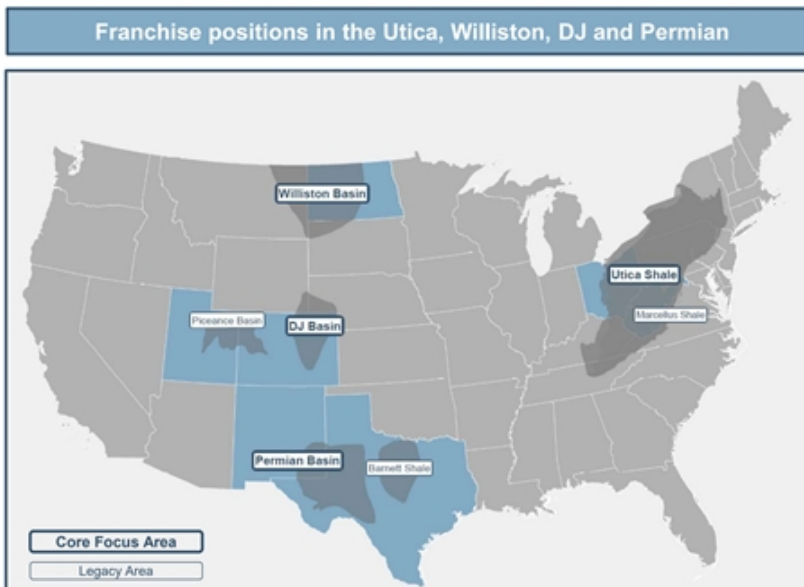 Franchise positions in the Utica, Williston, DJ and Permian
Williston Basin
Utica Shale
Piceance Basin
DJ Basin
Marcellus Shale
Permian Basin
Barnett Shale
Core Focus Area
Legacy Area